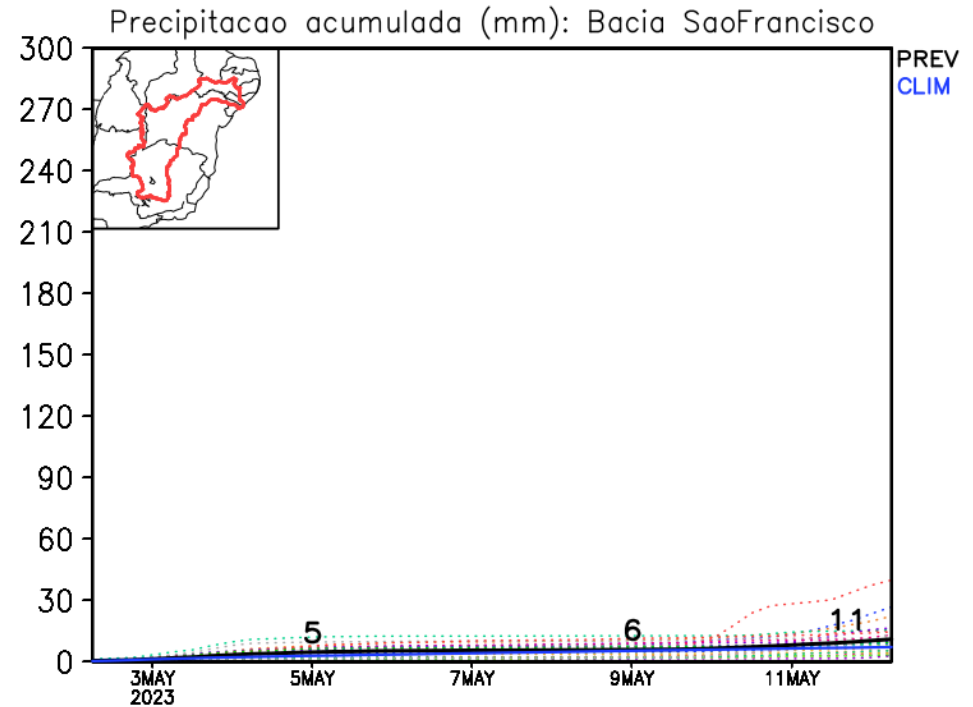 Precipitacao acumulada (mm): Bacia SaoFrancisco
PREV
CLIM
300
270
240
210
180
150
120
90
60
30
0
5
6
11
3MAY
2023
5MAY
7MAY
9MAY
11MAY